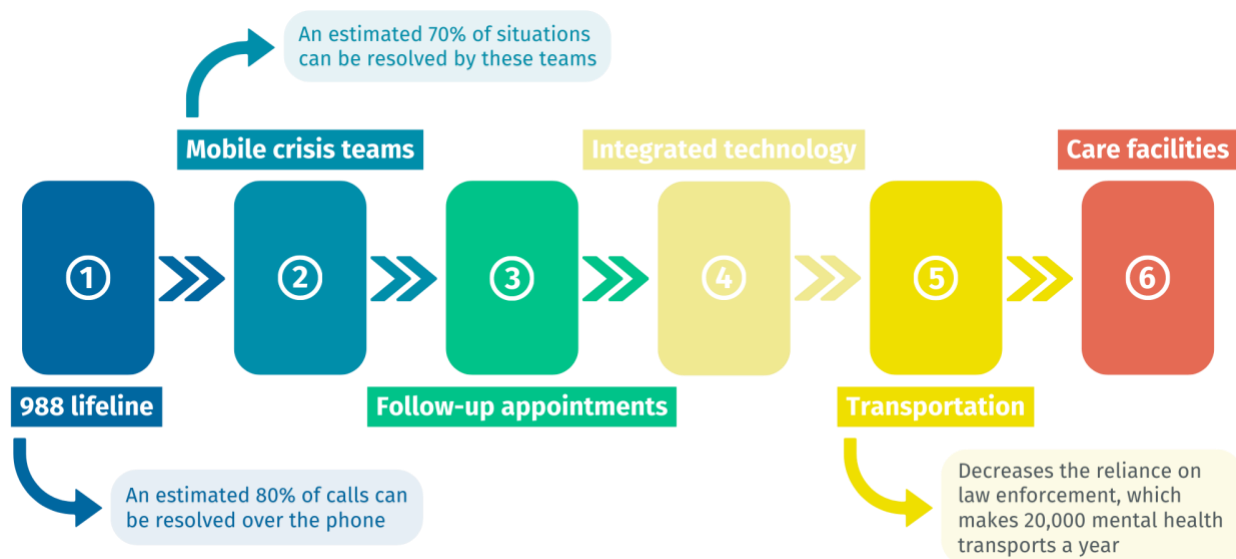 An estimated 70% of situations
can be resolved by these teams
Mobile crisis teams
Integrated technology
Care facilities
1
2
3
4
5
6
988 lifeline
Follow-up appointments
Transportation
An estimated 80% of calls can
be resolved over the phone
Decreases the reliance on
law enforcement, which
makes 20,000 mental health
transports a year